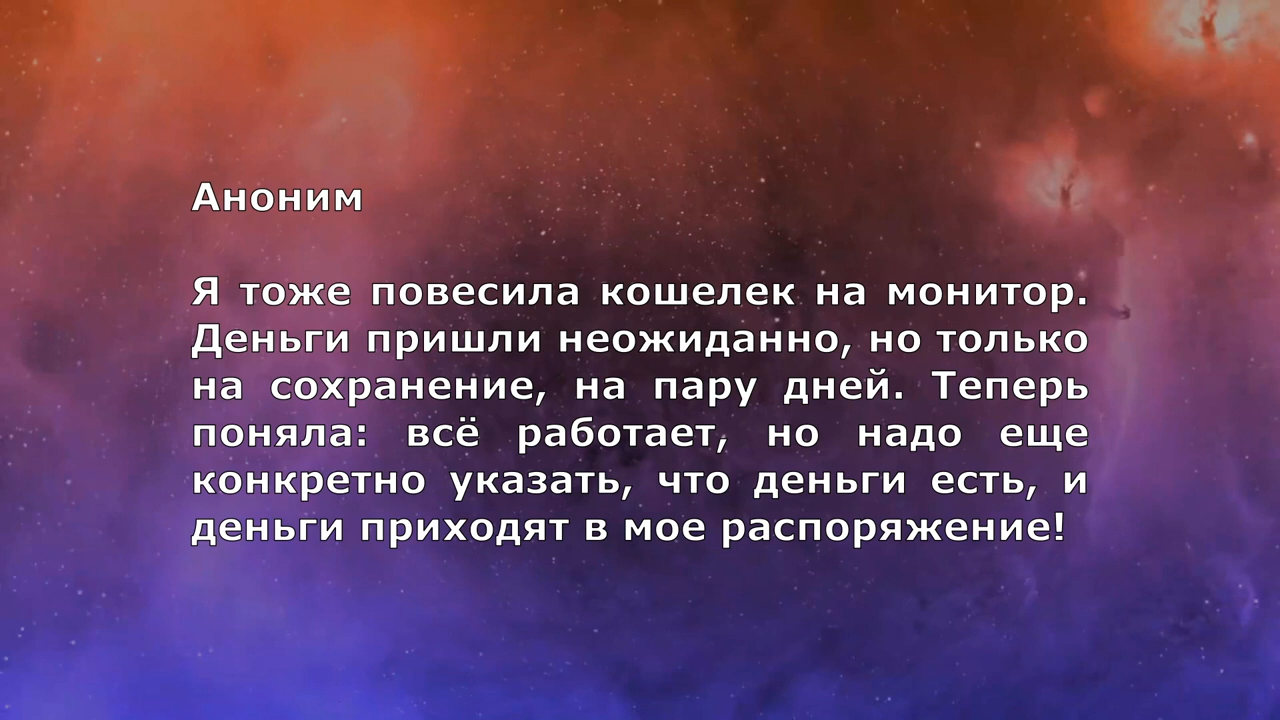 Аноним
Я тоже повесила кошелек на монитор.
Деньги пришли неожиданно, но только
на сохранение, на пару дней. Теперь
поняла: всё работает, но надо еще
конкретно указать, что деньги есть, и
деньги приходят в мое распоряжение!